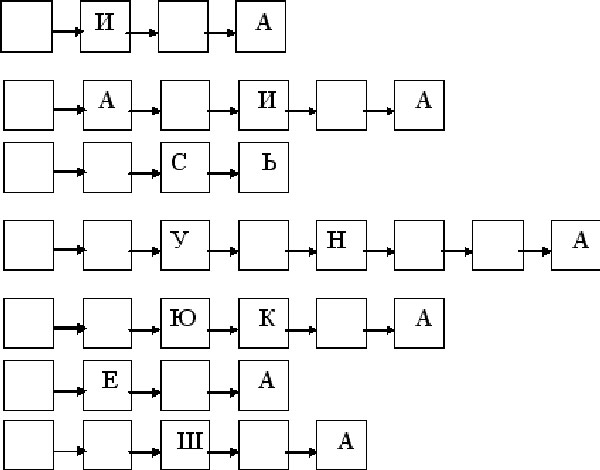 И А
А И А
С Ь
У Н А
Ю К А
Е А
Ш А